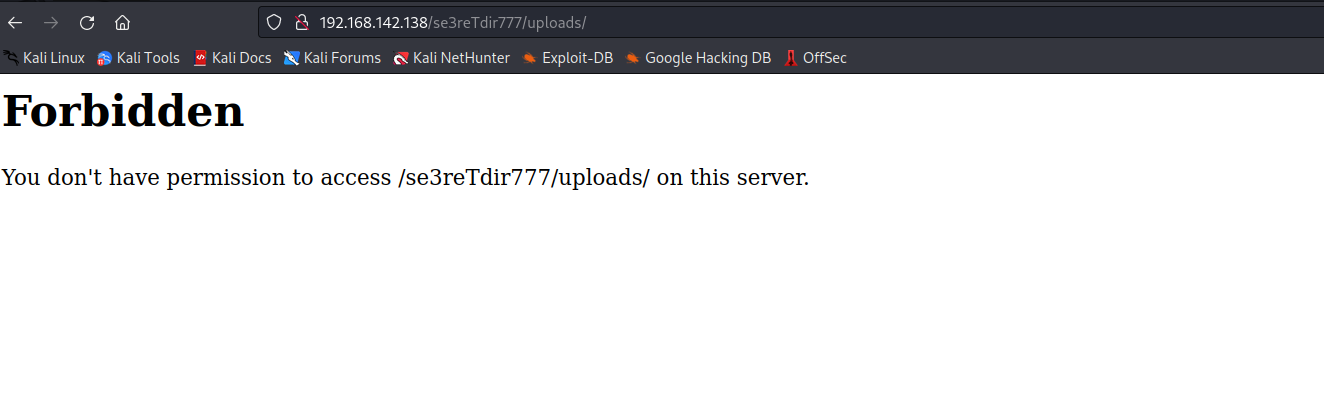 192.168.142.138/se3reTdir777/uploads/
Kali Linux Kali Tools Kali Docs Kali Forums Kali NetHunter Exploit-DB Google Hacking DB OffSec
Forbidden
You don't have permission to access /se3reTdir777/uploads/ on this server.